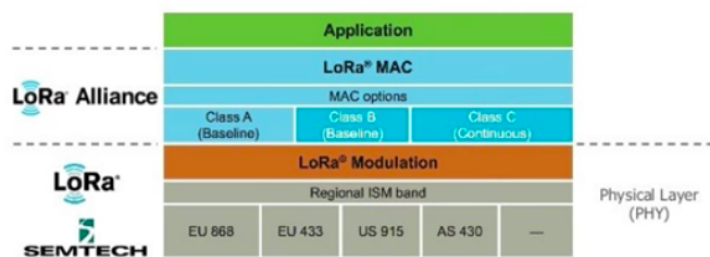 Application
LoRa® MAC
LoRa Alliance
MAC options
Class A
(Baseline)
Class B
(Baseline)
Class C
(Continuous)
LoRa® Modulation
LoRa®
Regional ISM band
Physical Layer
(PHY)
EU 868
EU 433
US 915
AS 430
—
SEMTECH